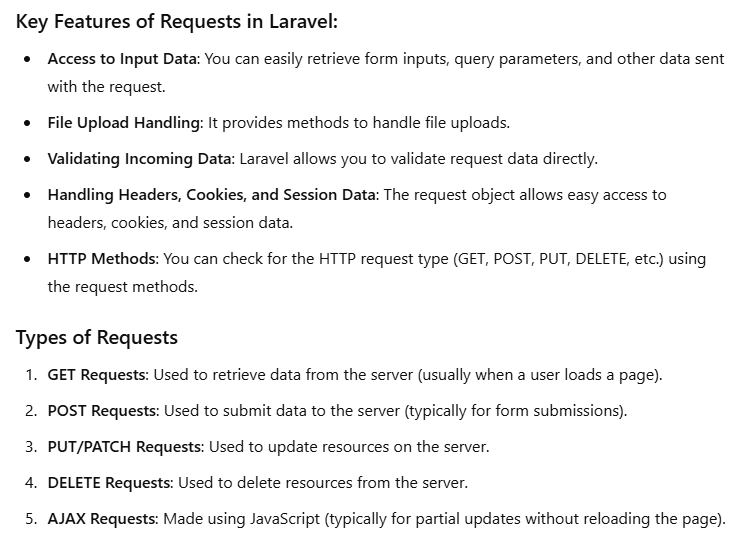 Key Features of Requests in Laravel:
• Access to Input Data: You can easily retrieve form inputs, query parameters, and other data sent
with the request.
• File Upload Handling: It provides methods to handle file uploads.
• Validating Incoming Data: Laravel allows you to validate request data directly.
• Handling Headers, Cookies, and Session Data: The request object allows easy access to
headers, cookies, and session data.
• HTTP Methods: You can check for the HTTP request type (GET, POST, PUT, DELETE, etc.) using
the request methods.
Types of Requests
1. GET Requests: Used to retrieve data from the server (usually when a user loads a page).
2. POST Requests: Used to submit data to the server (typically for form submissions).
3. PUT/PATCH Requests: Used to update resources on the server.
4. DELETE Requests: Used to delete resources from the server.
5. AJAX Requests: Made using JavaScript (typically for partial updates without reloading the page).